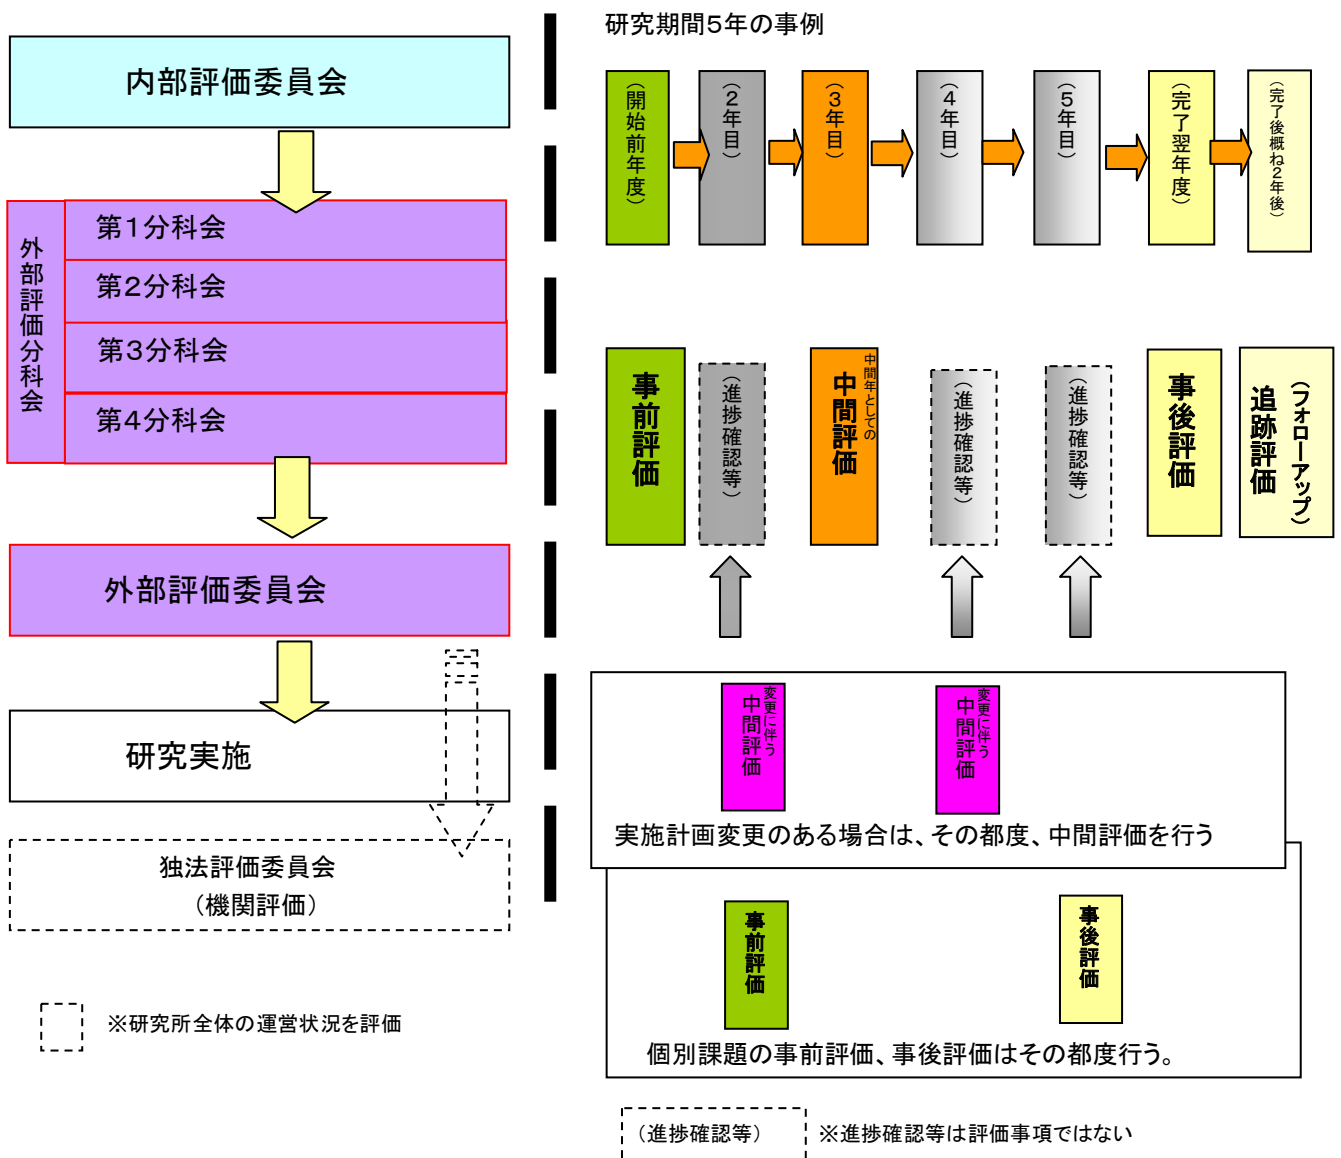 内部評価委員会
外部評価分科会
第1分科会
第2分科会
第3分科会
第4分科会
外部評価委員会
研究実施
独法評価委員会
（機関評価）
※研究所全体の運営状況を評価
研究期間5年の事例
（開始前年度）
（2年目）
（3年目）
（4年目）
（5年目）
（完了翌年度）
（完了後概ね2年後）
事前評価
（進捗確認等）
中間年としての
中間評価
（進捗確認等）
（進捗確認等）
事後評価
（フォローアップ）
追跡評価
変更に伴う
中間評価
変更に伴う
中間評価
実施計画変更のある場合は、その都度、中間評価を行う
事前評価
事後評価
個別課題の事前評価、事後評価はその都度行う。
（進捗確認等）
※進捗確認等は評価事項ではない